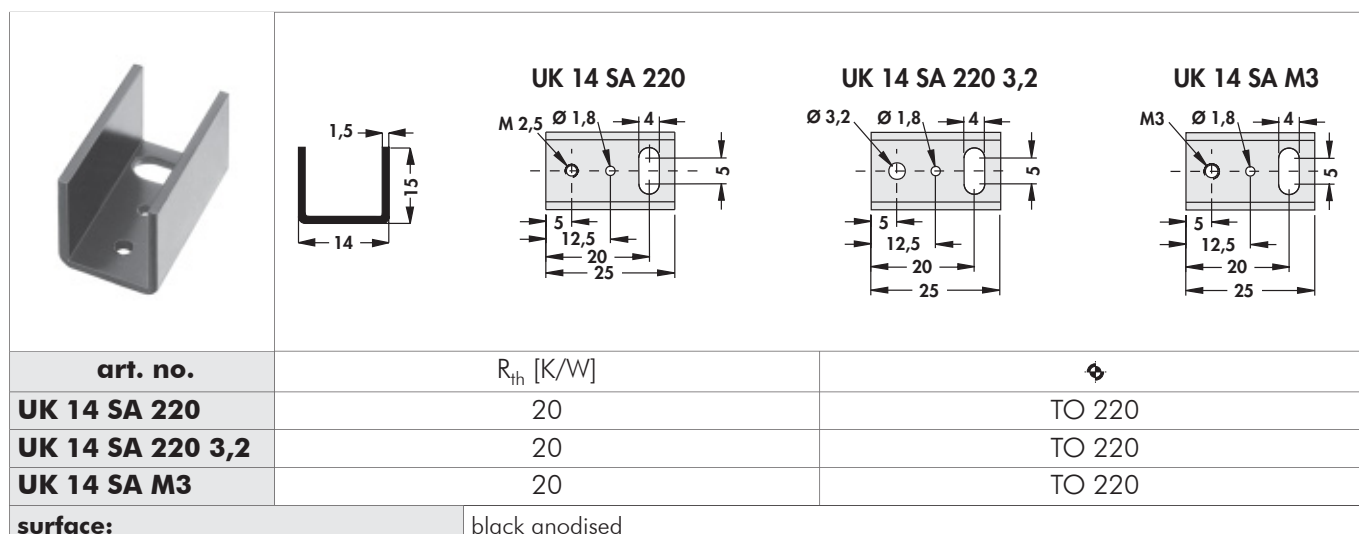 UK 14 SA 220
UK 14 SA 220 3,2
UK 14 SA M3
1,5
15
14
M 2,5 Ø 1,8 4
5
5
12,5
20
25
Ø 3,2 Ø 1,8 4
5
5
12,5
20
25
M3 Ø 1,8 4
5
5
12,5
20
25
art. no. Rth [K/W]
UK 14 SA 220 20 TO 220
UK 14 SA 220 3,2 20 TO 220
UK 14 SA M3 20 TO 220
surface: black anodised